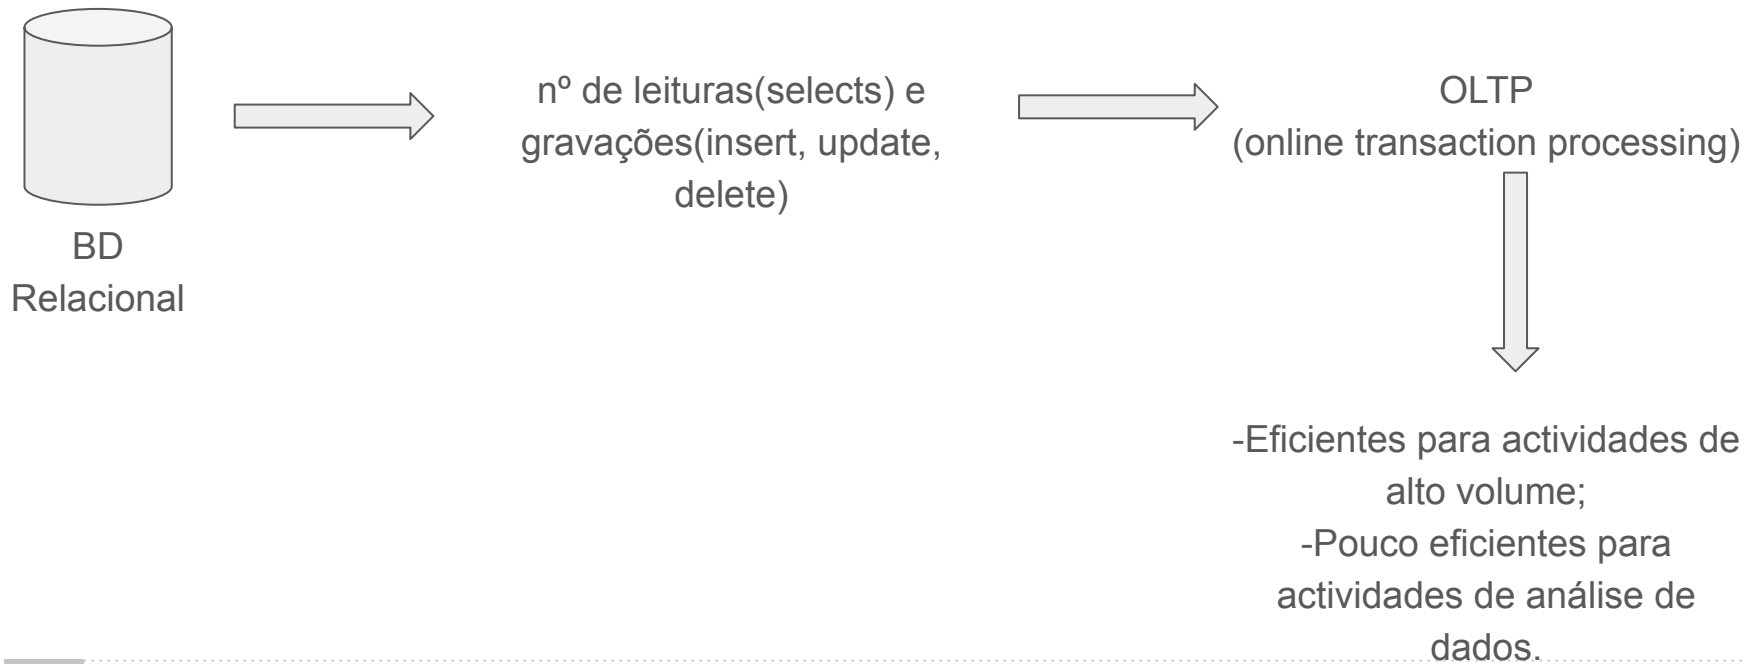 BD
Relacional
nº de leituras(selects) e
gravações(insert, update,
delete)
OLTP
(online transaction processing)
-Eficientes para actividades de
alto volume;
-Pouco eficientes para
actividades de análise de
dados.